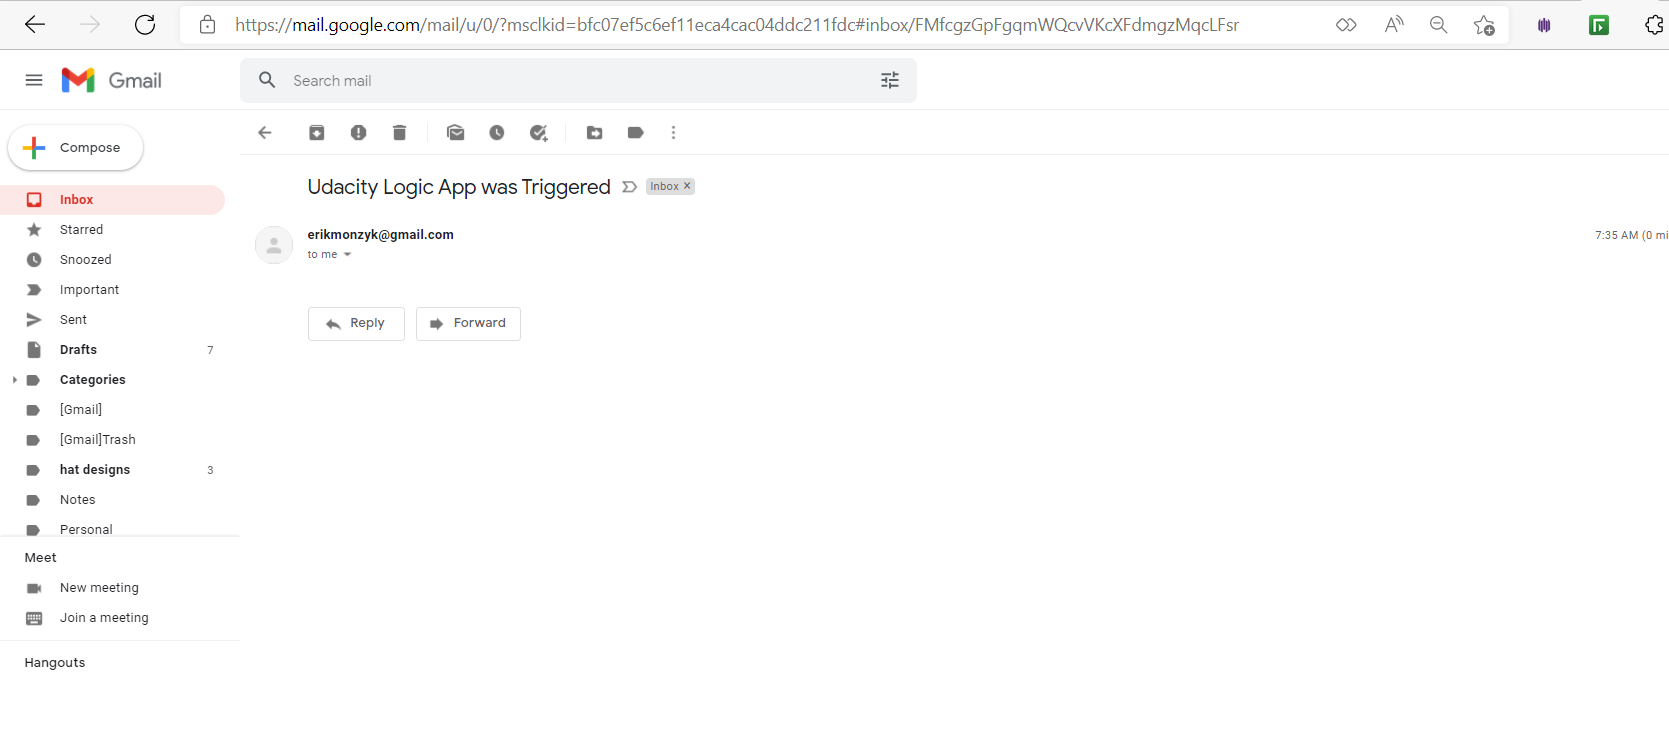 https://mail.google.com/mail/u/0/?msclkid=bfc07ef5c6ef11eca4cac04ddc211fdc#inbox/FMfcgzGpFgqmWQcvVKcXFdmgzMqcLFsr
Gmail
Search mail
Compose
Udacity Logic App was Triggered
Inbox ×
Inbox
Starred
erikmonzyk@gmail.com
7:35 AM (0 mi
to me
Snoozed
Important
Sent
Reply
Forward
Drafts 7
Categories
[Gmail]
[Gmail]Trash
hat designs 3
Notes
Personal
Meet
New meeting
Join a meeting
Hangouts